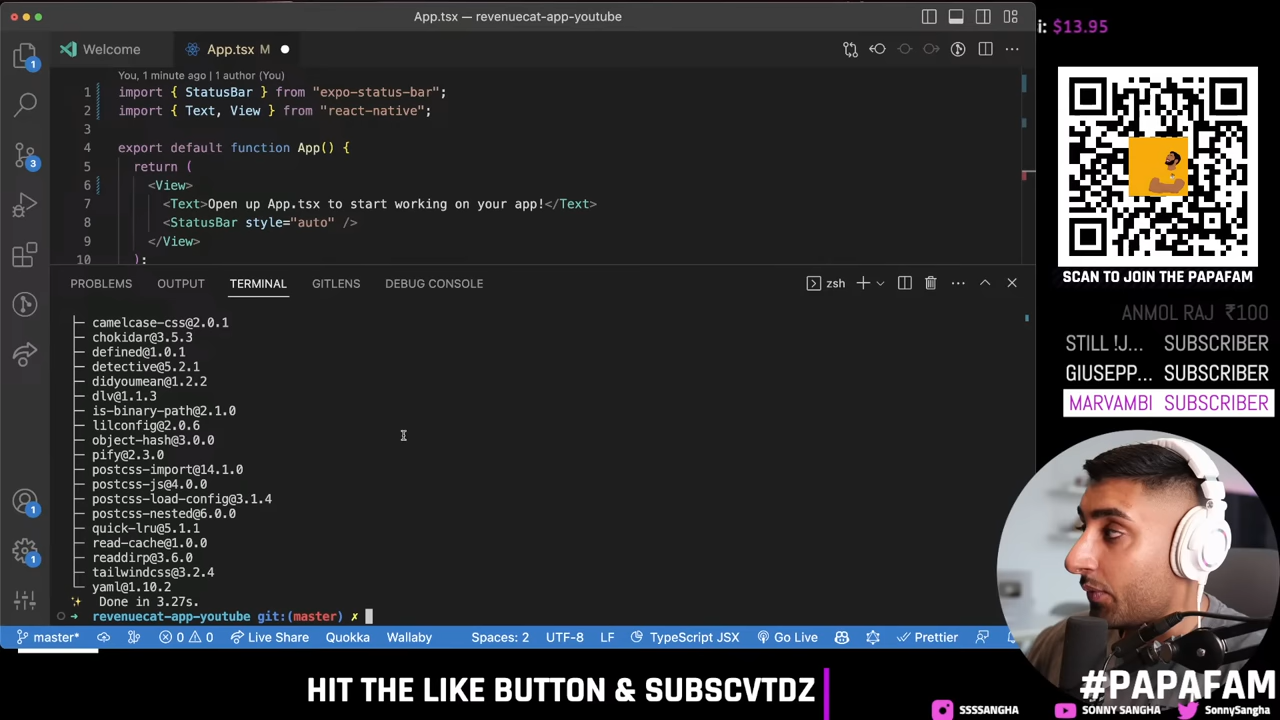 App.tsx — revenuecat-app-youtube
i: $13.95
Welcome
App.tsx M
You, 1 minute ago | 1 author (You)
1 import { StatusBar } from "expo-status-bar";
2 import { Text, View } from "react-native";
3
4 export default function App() {
5 return (
6 <View>
7 <Text>Open up App.tsx to start working on your app!</Text>
8 <StatusBar style="auto" />
9 </View>
10 );
PROBLEMS OUTPUT TERMINAL GITLENS DEBUG CONSOLE
zsh
├─ camelcase-css@2.0.1
├─ chokidar@3.5.3
├─ defined@1.0.1
├─ detective@5.2.1
├─ didyoumean@1.2.2
├─ dlv@1.1.3
├─ is-binary-path@2.1.0
├─ lilconfig@2.0.6
├─ object-hash@3.0.0
├─ pify@2.3.0
├─ postcss-import@14.1.0
├─ postcss-js@4.0.0
├─ postcss-load-config@3.1.4
├─ postcss-nested@6.0.0
├─ quick-lru@5.1.1
├─ read-cache@1.0.0
├─ readdirp@3.6.0
├─ tailwindcss@3.2.4
└─ yaml@1.10.2
✨ Done in 3.27s.
➜ revenuecat-app-youtube git:(master) ✗
1
3
1
1
master* 0 0 Live Share Quokka Wallaby Spaces: 2 UTF-8 LF TypeScript JSX Go Live Prettier
SCAN TO JOIN THE PAPAFAM
ANMOL RAJ ₹100
STILL !J... SUBSCRIBER
GIUSEPP... SUBSCRIBER
MARVAMBI SUBSCRIBER
HIT THE LIKE BUTTON & SUBSCVTDZ
#PAPAFAM
SSSSANGHA SONNY SANGHA SonnySangha